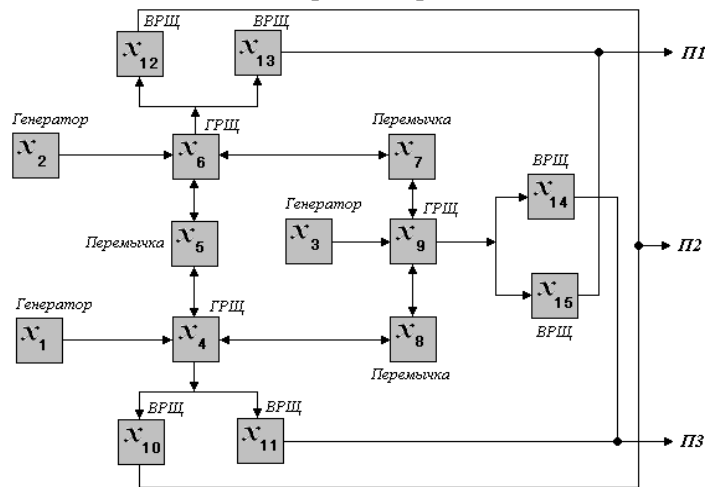 ВРЩ
ВРЩ
x12
x13
П1
Генератор
ГРЩ
Перемычка
x2
x6
x7
ВРЩ
x14
Генератор
ГРЩ
Перемычка
x5
x3
x9
П2
x15
ВРЩ
Генератор
ГРЩ
x1
x4
x8
Перемычка
ВРЩ
ВРЩ
x10
x11
П3